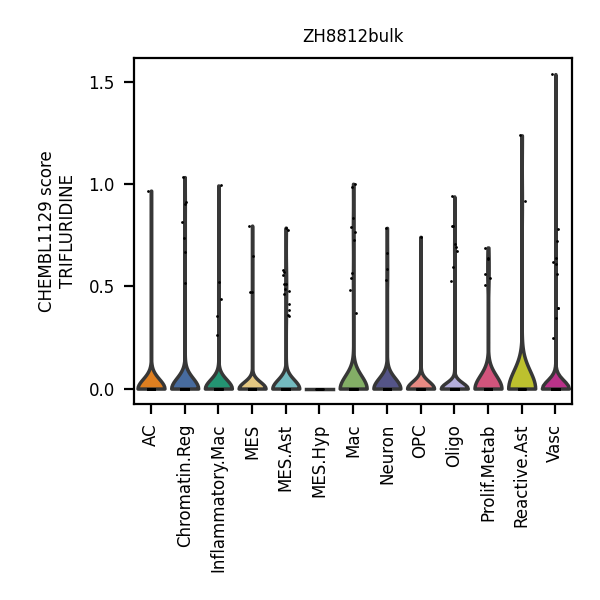 ZH8812bulk
CHEMBL1129 score
TRIFLURIDINE
1.5
1.0
0.5
0.0
AC
Chromatin.Reg
Inflammatory.Mac
MES
MES.Ast
MES.Hyp
Mac
Neuron
OPC
Oligo
Prolif.Metab
Reactive.Ast
Vasc